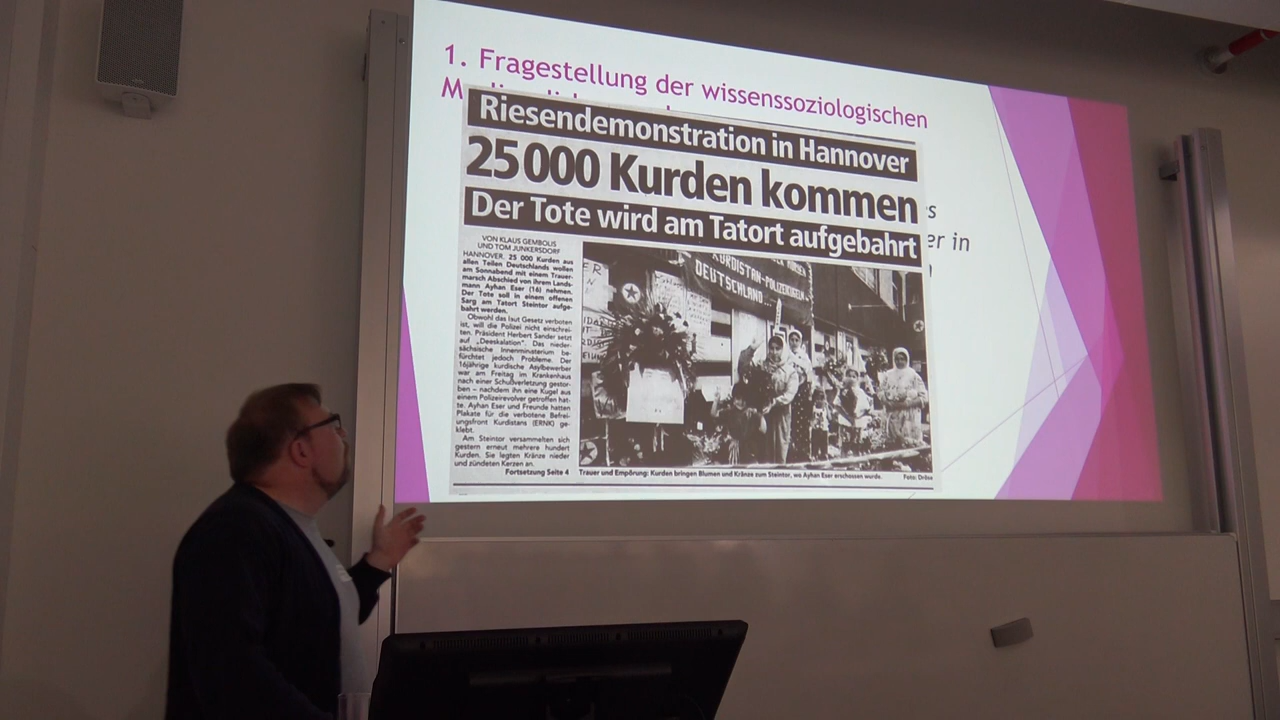 1. Fragestellung der wissenssoziologischen
Riesendemonstration in Hannover
25000 Kurden kommen
Der Tote wird am Tatort aufgebahrt
s
er in
VON KLAUS GEMBOLIS
UND TOM JUNKERSDORF
HANNOVER. 25 000 Kurden aus
allen Teilen Deutschlands wollen
am Sonnabend mit einem Trauer-
marsch Abschied von ihrem Lands-
mann Ayhan Eser (16) nehmen.
Der Tote soll in einem offenen
Sarg am Tatort Steintor aufge-
bahrt werden.
Obwohl das laut Gesetz verboten
ist, will die Polizei nicht einschrei-
ten. Präsident Herbert Sander setzt
auf „Deeskalation“. Das nieder-
sächsische Innenministerium be-
fürchtet jedoch Probleme. Der
16jährige kurdische Asylbewerber
war am Freitag im Krankenhaus
nach einer Schußverletzung gestor-
ben – nachdem ihn eine Kugel aus
einem Polizeirevolver getroffen hat-
te. Ayhan Eser und Freunde hatten
Plakate für die verbotene Befrei-
ungsfront Kurdistans (ERNK) ge-
klebt.
Am Steintor versammelten sich
gestern erneut mehrere hundert
Kurden. Sie legten Kränze nieder
und zündeten Kerzen an.
Fortsetzung Seite 4
KURDISTAN-POLIZEIKUGELN
DEUTSCHLAND...
Trauer und Empörung: Kurden bringen Blumen und Kränze zum Steintor, wo Ayhan Eser erschossen wurde.
Foto: Dröse